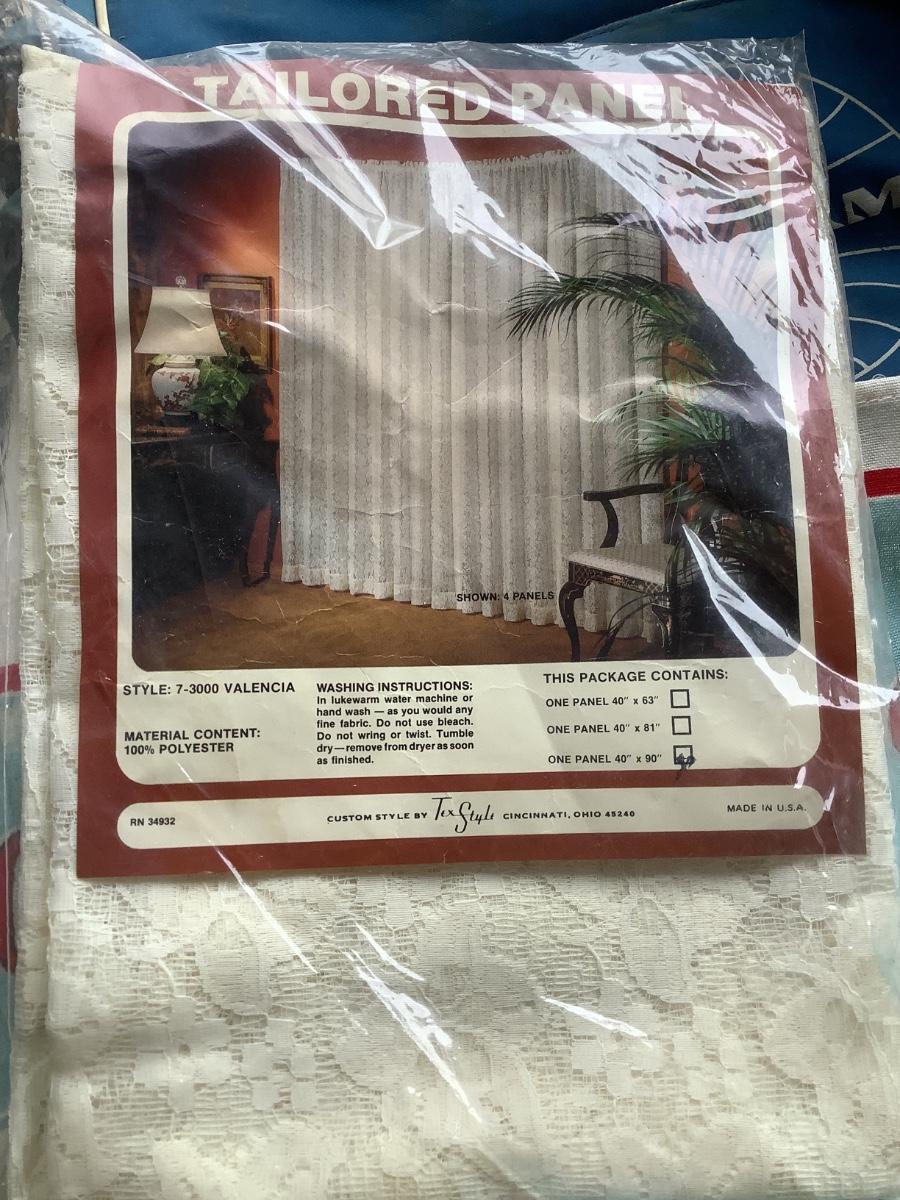 TAILORED PANEL
AM
SHOWN: 4 PANELS
STYLE: 7-3000 VALENCIA
MATERIAL CONTENT:
100% POLYESTER
WASHING INSTRUCTIONS:
In lukewarm water machine or
hand wash — as you would any
fine fabric. Do not use bleach.
Do not wring or twist. Tumble
dry — remove from dryer as soon
as finished.
THIS PACKAGE CONTAINS:
ONE PANEL 40" x 63"
ONE PANEL 40" x 81"
ONE PANEL 40" x 90"
RN 34932
CUSTOM STYLE BY Tex Style CINCINNATI, OHIO 45240
MADE IN U.S.A.